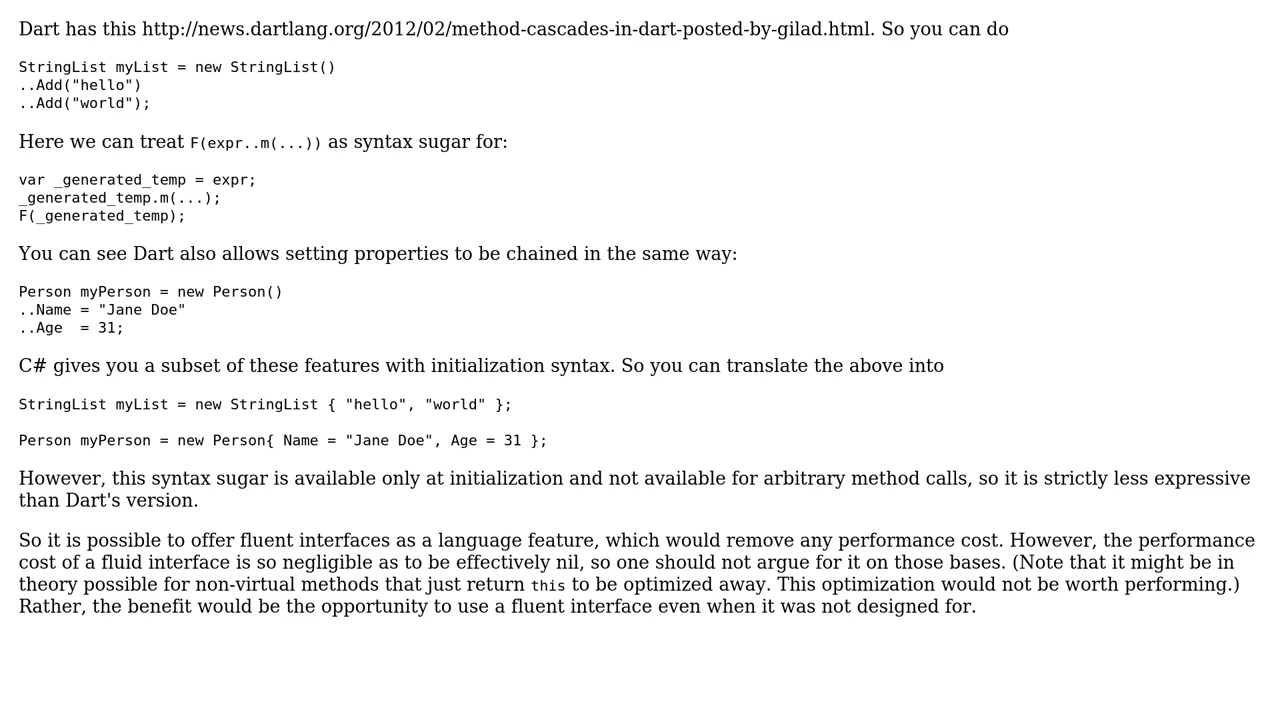 Dart has this http://news.dartlang.org/2012/02/method-cascades-in-dart-posted-by-gilad.html. So you can do
StringList myList = new StringList()
..Add("hello")
..Add("world");
Here we can treat F(expr..m(...)) as syntax sugar for:
var _generated_temp = expr;
_generated_temp.m(...);
F(_generated_temp);
You can see Dart also allows setting properties to be chained in the same way:
Person myPerson = new Person()
..Name = "Jane Doe"
..Age  = 31;
C# gives you a subset of these features with initialization syntax. So you can translate the above into
StringList myList = new StringList { "hello", "world" };
Person myPerson = new Person{ Name = "Jane Doe", Age = 31 };
However, this syntax sugar is available only at initialization and not available for arbitrary method calls, so it is strictly less expressive
than Dart's version.
So it is possible to offer fluent interfaces as a language feature, which would remove any performance cost. However, the performance
cost of a fluid interface is so negligible as to be effectively nil, so one should not argue for it on those bases. (Note that it might be in
theory possible for non-virtual methods that just return this to be optimized away. This optimization would not be worth performing.)
Rather, the benefit would be the opportunity to use a fluent interface even when it was not designed for.